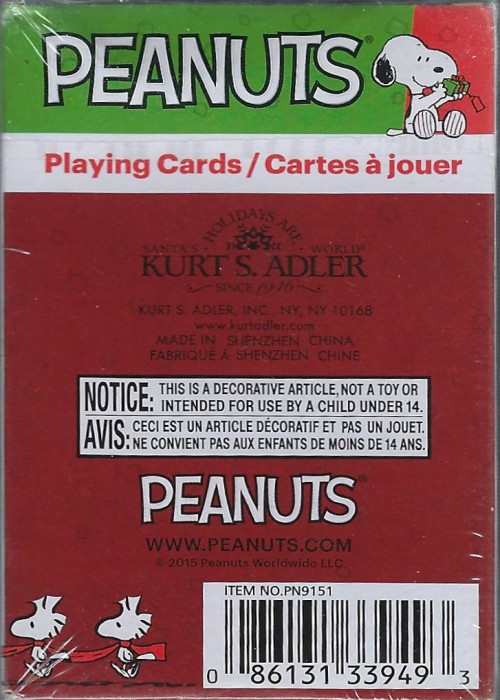 PEANUTS®
Playing Cards / Cartes à jouer
HOLIDAYS ARE
SANTA'S WORLD®
KURT S. ADLER
SINCE 1946
KURT S. ADLER, INC., NY, NY 10168
www.kurtadler.com
MADE IN SHENZHEN CHINA
FABRIQUÉ À SHENZHEN CHINE
NOTICE: THIS IS A DECORATIVE ARTICLE, NOT A TOY OR
INTENDED FOR USE BY A CHILD UNDER 14.
AVIS: CECI EST UN ARTICLE DÉCORATIF ET PAS UN JOUET.
NE CONVIENT PAS AUX ENFANTS DE MOINS DE 14 ANS.
PEANUTS®
WWW.PEANUTS.COM
© 2015 Peanuts Worldwide LLC
ITEM NO.PN9151
0 86131 33949 3